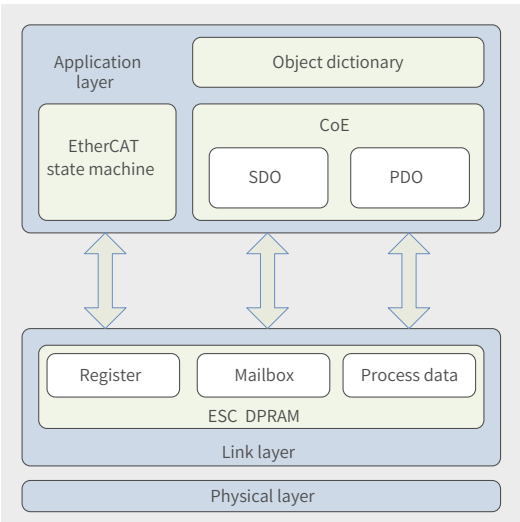 Application
layer
Object dictionary
EtherCAT
state machine
CoE
SDO
PDO
Register
Mailbox
Process data
ESC DPRAM
Link layer
Physical layer